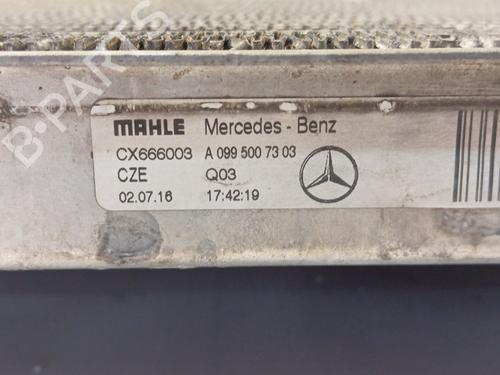 B-PARTS
MAHLE Mercedes - Benz
CX666003 A 099 500 73 03
CZE Q03
02.07.16 17:42:19